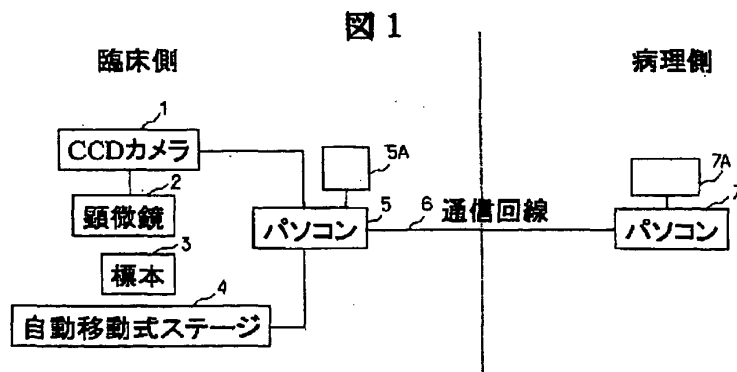 図1
臨床側
病理側
1
CCDカメラ
2
顕微鏡
3
標本
4
自動移動式ステージ
5A
5
パソコン
6
通信回線
7A
7
パソコン